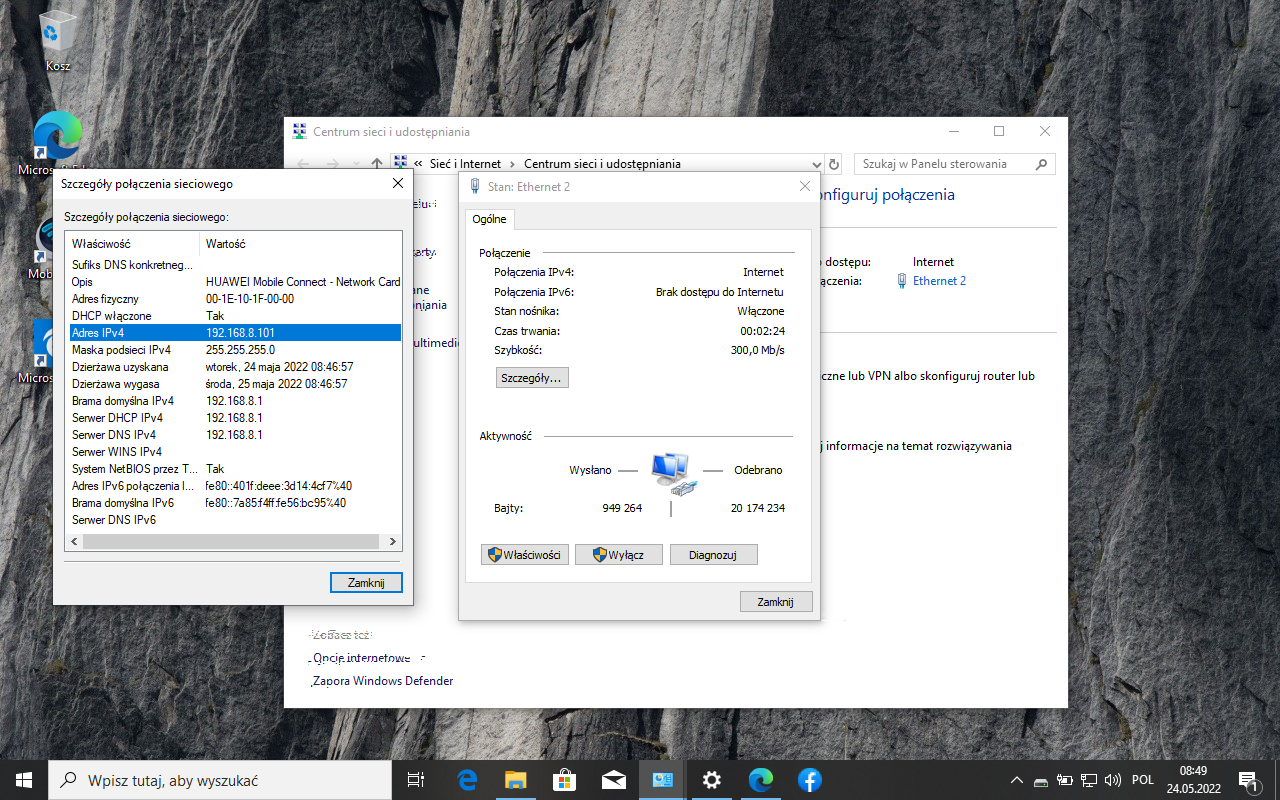 Kosz
Micros
Mob
Micros
Centrum sieci i udostępniania
« Sieć i Internet > Centrum sieci i udostępniania
Szukaj w Panelu sterowania
Szczegóły połączenia sieciowego
Szczegóły połączenia sieciowego:
Właściwość Wartość
Sufiks DNS konkretneg...
Opis HUAWEI Mobile Connect - Network Card
Adres fizyczny 00-1E-10-1F-00-00
DHCP włączone Tak
Adres IPv4 192.168.8.101
Maska podsieci IPv4 255.255.255.0
Dzierżawa uzyskana wtorek, 24 maja 2022 08:46:57
Dzierżawa wygasa środa, 25 maja 2022 08:46:57
Brama domyślna IPv4 192.168.8.1
Serwer DHCP IPv4 192.168.8.1
Serwer DNS IPv4 192.168.8.1
Serwer WINS IPv4
System NetBIOS przez T... Tak
Adres IPv6 połączenia l... fe80::401f:deee:3d14:4cf7%40
Brama domyślna IPv6 fe80::7a85:f4ff:fe56:bc95%40
Serwer DNS IPv6
Zamknij
Stan: Ethernet 2
Ogólne
Połączenie
Połączenia IPv4: Internet
Połączenia IPv6: Brak dostępu do Internetu
Stan nośnika: Włączone
Czas trwania: 00:02:24
Szybkość: 300,0 Mb/s
Szczegóły...
Aktywność
Wysłano Odebrano
Bajty: 949 264 20 174 234
Właściwości Wyłącz Diagnozuj
Zamknij
onfiguruj połączenia
dostępu: Internet
czenia: Ethernet 2
karty
ane
pniania
ultimedi
iczne lub VPN albo skonfiguruj router lub
j informacje na temat rozwiązywania
Zobacz też
Opcje internetowe
Zapora Windows Defender
Wpisz tutaj, aby wyszukać
POL
08:49
24.05.2022
1